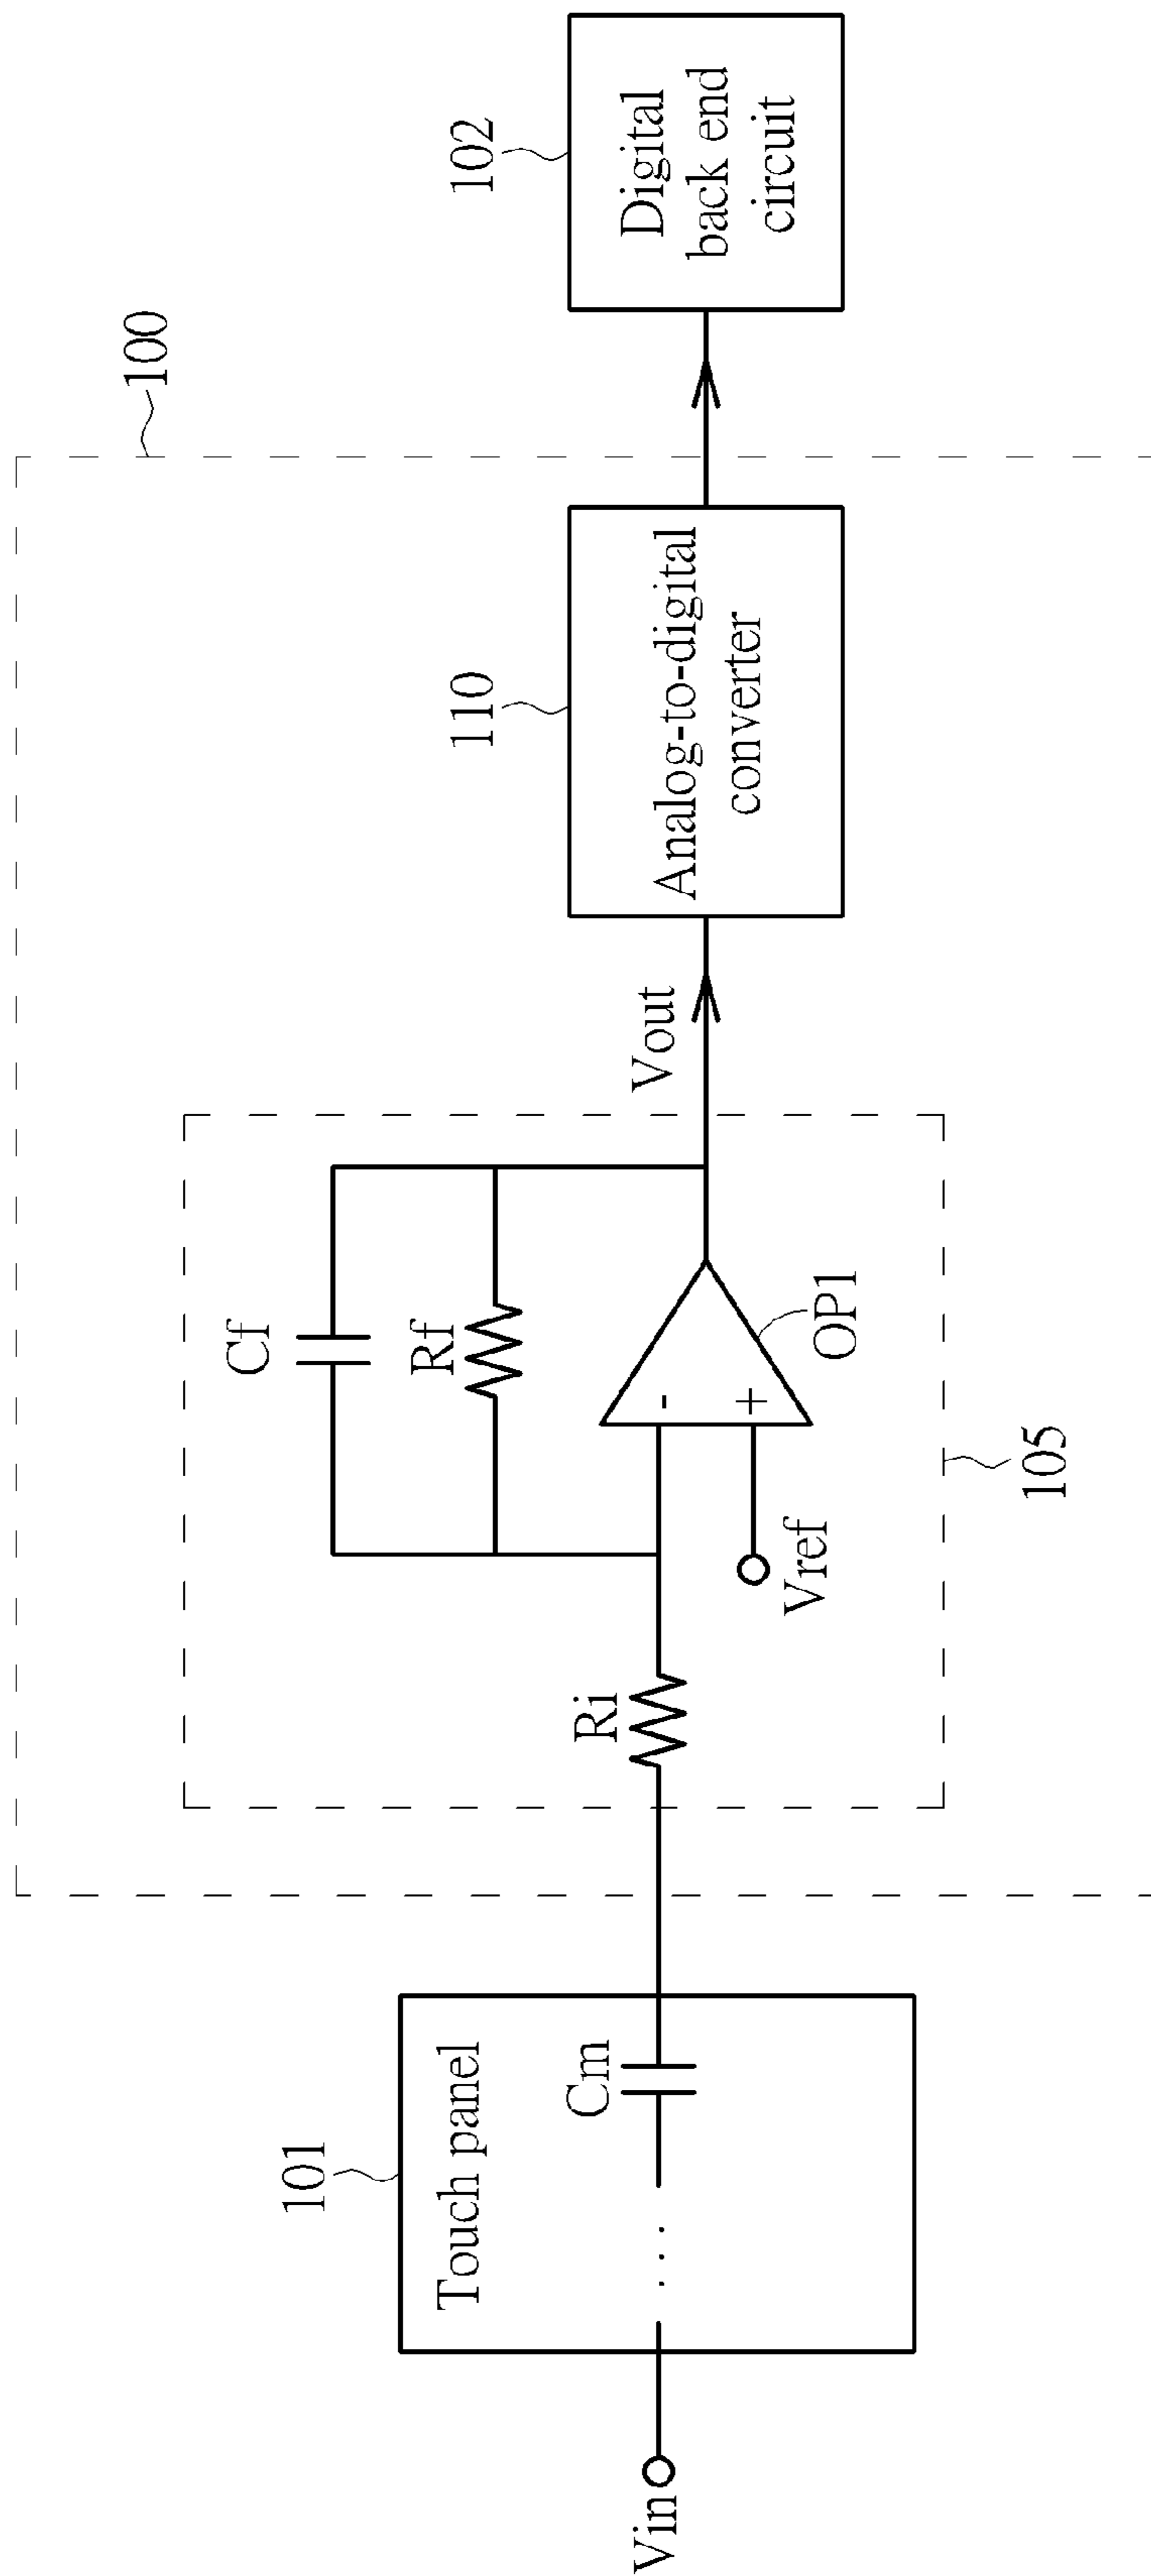 100
101
Touch panel
Cm
...
Vin
Ri
Cf
Rf
-
+
OP1
Vref
105
Vout
110
Analog-to-digital
converter
102
Digital
back end
circuit